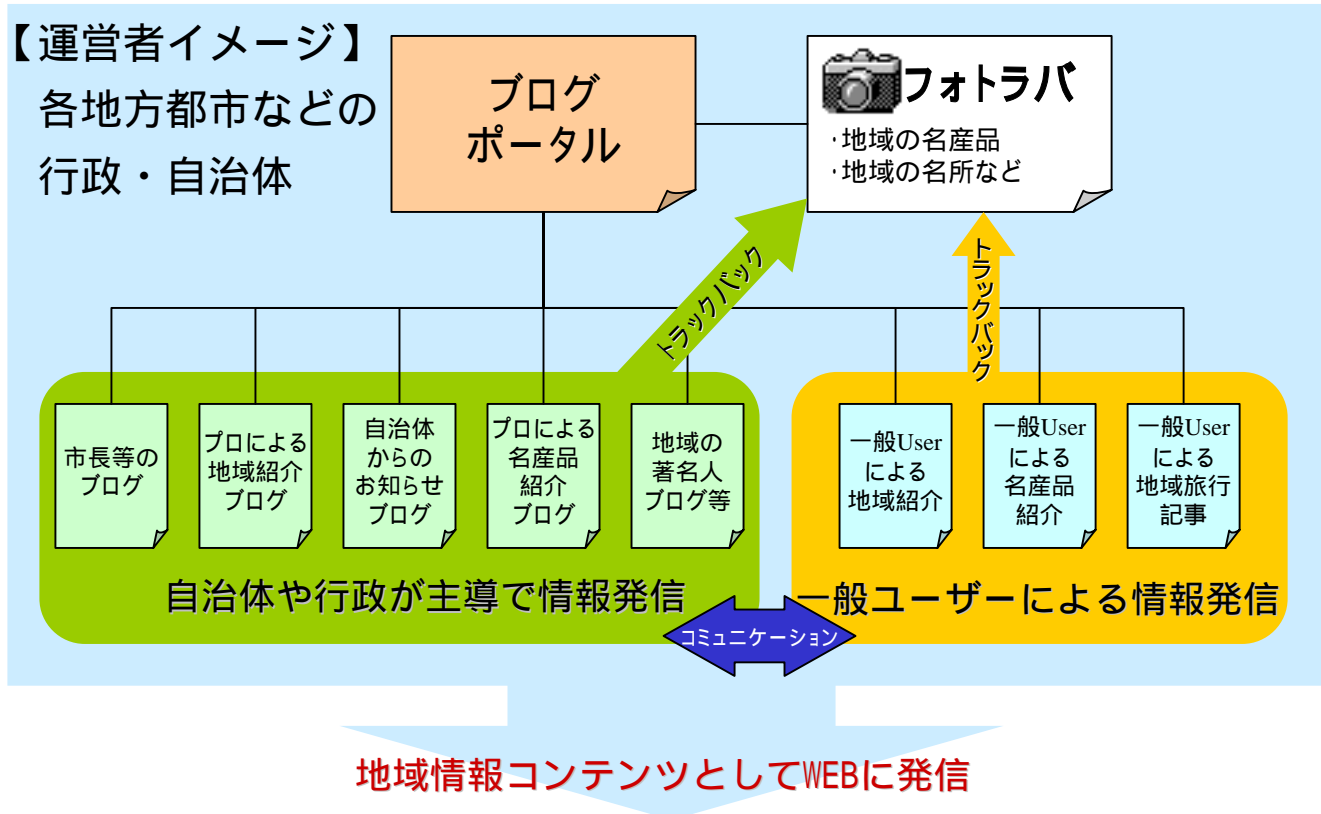 【運営者イメージ】
各地方都市などの
行政・自治体
ブログ
ポータル
フォトラバ
・地域の名産品
・地域の名所など
トラックバック
トラックバック
市長等の
ブログ
プロによる
地域紹介
ブログ
自治体
からの
お知らせ
ブログ
プロによる
名産品
紹介
ブログ
地域の
著名人
ブログ等
一般User
による
地域紹介
一般User
による
名産品
紹介
一般User
による
地域旅行
記事
自治体や行政が主導で情報発信
一般ユーザーによる情報発信
コミュニケーション
地域情報コンテンツとしてWEBに発信